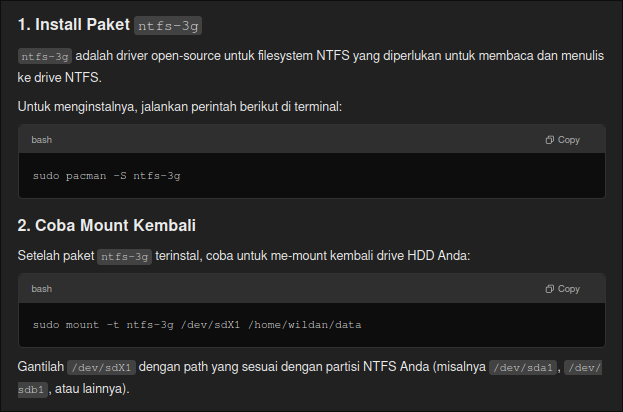 1. Install Paket ntfs-3g
ntfs-3g adalah driver open-source untuk filesystem NTFS yang diperlukan untuk membaca dan menulis
ke drive NTFS.
Untuk menginstalnya, jalankan perintah berikut di terminal:
bash Copy
sudo pacman -S ntfs-3g
2. Coba Mount Kembali
Setelah paket ntfs-3g terinstal, coba untuk me-mount kembali drive HDD Anda:
bash Copy
sudo mount -t ntfs-3g /dev/sdX1 /home/wildan/data
Gantilah /dev/sdX1 dengan path yang sesuai dengan partisi NTFS Anda (misalnya /dev/sda1, /dev/
sdb1, atau lainnya).